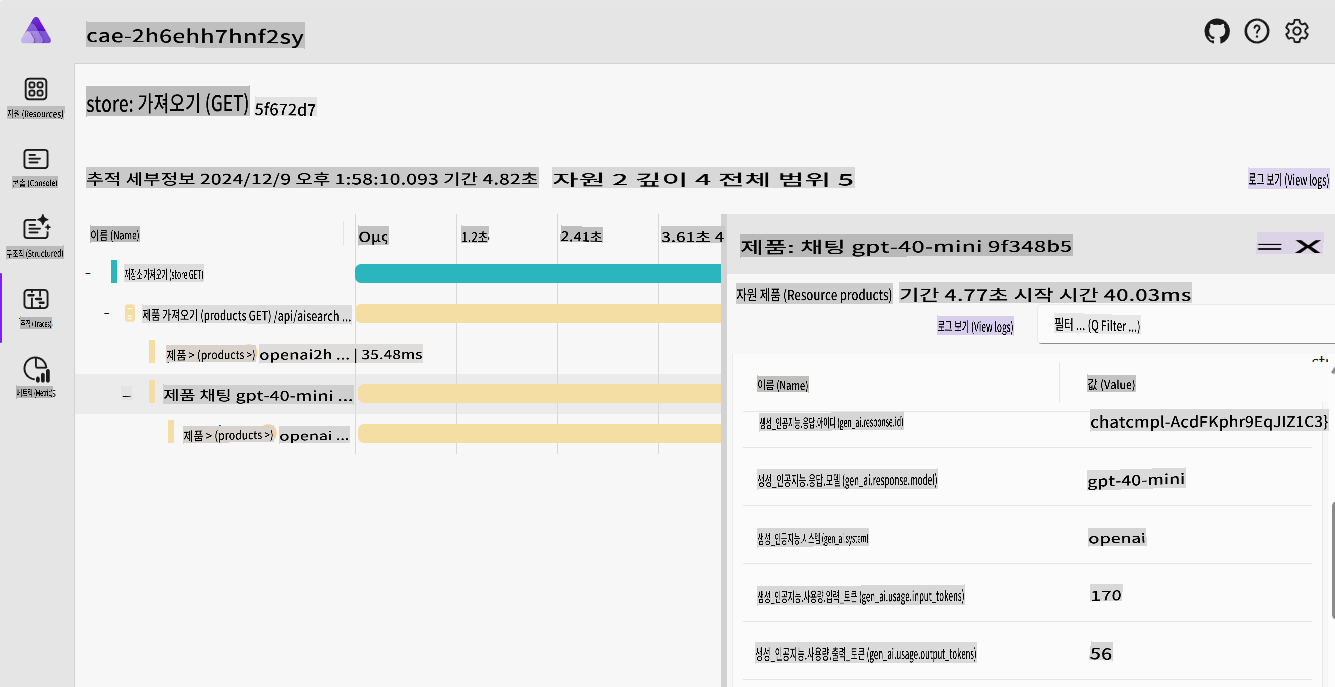 cae-2h6ehh7hnf2sy
자원 (Resources)
콘솔 (Console)
구조적 (Structured)
추적 (Traces)
store: 가져오기 (GET) 5f672d7
추적 세부정보 2024/12/9 오후 1:58:10.093 기간 4.82초 자원 2 깊이 4 전체 범위 5
로그 보기 (View logs)
이름 (Name) 0μς 1.2초 2.41초 3.61초 4
저장소 가져오기 (store GET)
제품 가져오기 (products GET) /api/aisearch ...
제품 > (products >) openai2h ... | 35.48ms
제품 채팅 gpt-40-mini ...
제품 > (products >) openai ...
제품: 채팅 gpt-40-mini 9f348b5
자원 제품 (Resource products) 기간 4.77초 시작 시간 40.03ms
로그 보기 (View logs) 필터 ... (Q Filter ...)
이름 (Name) 값 (Value)
생성_인공지능.응답.아이디 (gen_ai.response.id) chatcmpl-AcdFKphr9EqJIZ1C3}
성성_인공지능.응답.모델 (gen_ai.response.model) gpt-40-mini
생성_인공지능.시스템 (gen_ai.system) openai
생성_인공지능.사용량.입력_토큰 (gen_ai.usage.input_tokens) 170
성성_인공지능.사용량.출력_토큰 (gen_ai.usage.output_tokens) 56